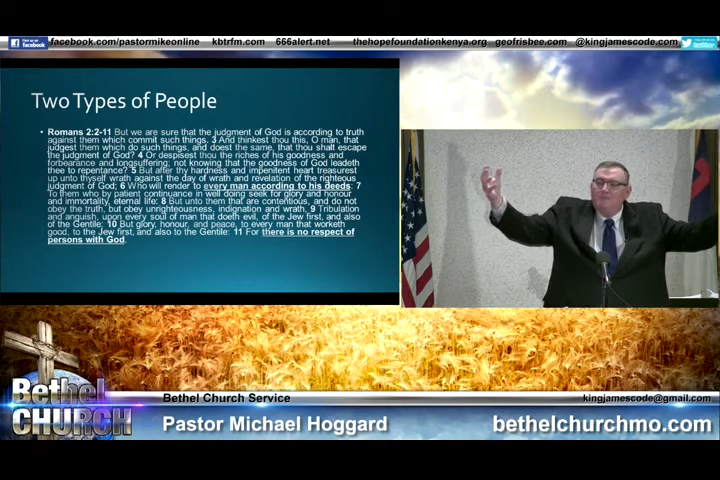 Find us on facebook
facebook.com/pastormikeonline kbtrfm.com 666alert.net thehopefoundationkenya.org geofrisbee.com @kingjamescode.com
Two Types of People
• Romans 2:2-11 But we are sure that the judgment of God is according to truth
against them which commit such things. 3 And thinkest thou this, O man, that
judgest them which do such things, and doest the same, that thou shalt escape
the judgment of God? 4 Or despisest thou the riches of his goodness and
forbearance and longsuffering; not knowing that the goodness of God leadeth
thee to repentance? 5 But after thy hardness and impenitent heart treasurest
up unto thyself wrath against the day of wrath and revelation of the righteous
judgment of God; 6 Who will render to every man according to his deeds: 7
To them who by patient continuance in well doing seek for glory and honour
and immortality, eternal life: 8 But unto them that are contentious, and do not
obey the truth, but obey unrighteousness, indignation and wrath, 9 Tribulation
and anguish, upon every soul of man that doeth evil, of the Jew first, and also
of the Gentile; 10 But glory, honour, and peace, to every man that worketh
good, to the Jew first, and also to the Gentile: 11 For there is no respect of
persons with God.
Bethel
CHURCH
Bethel Church Service
kingjamescode@gmail.com
Pastor Michael Hoggard
bethelchurchmo.com